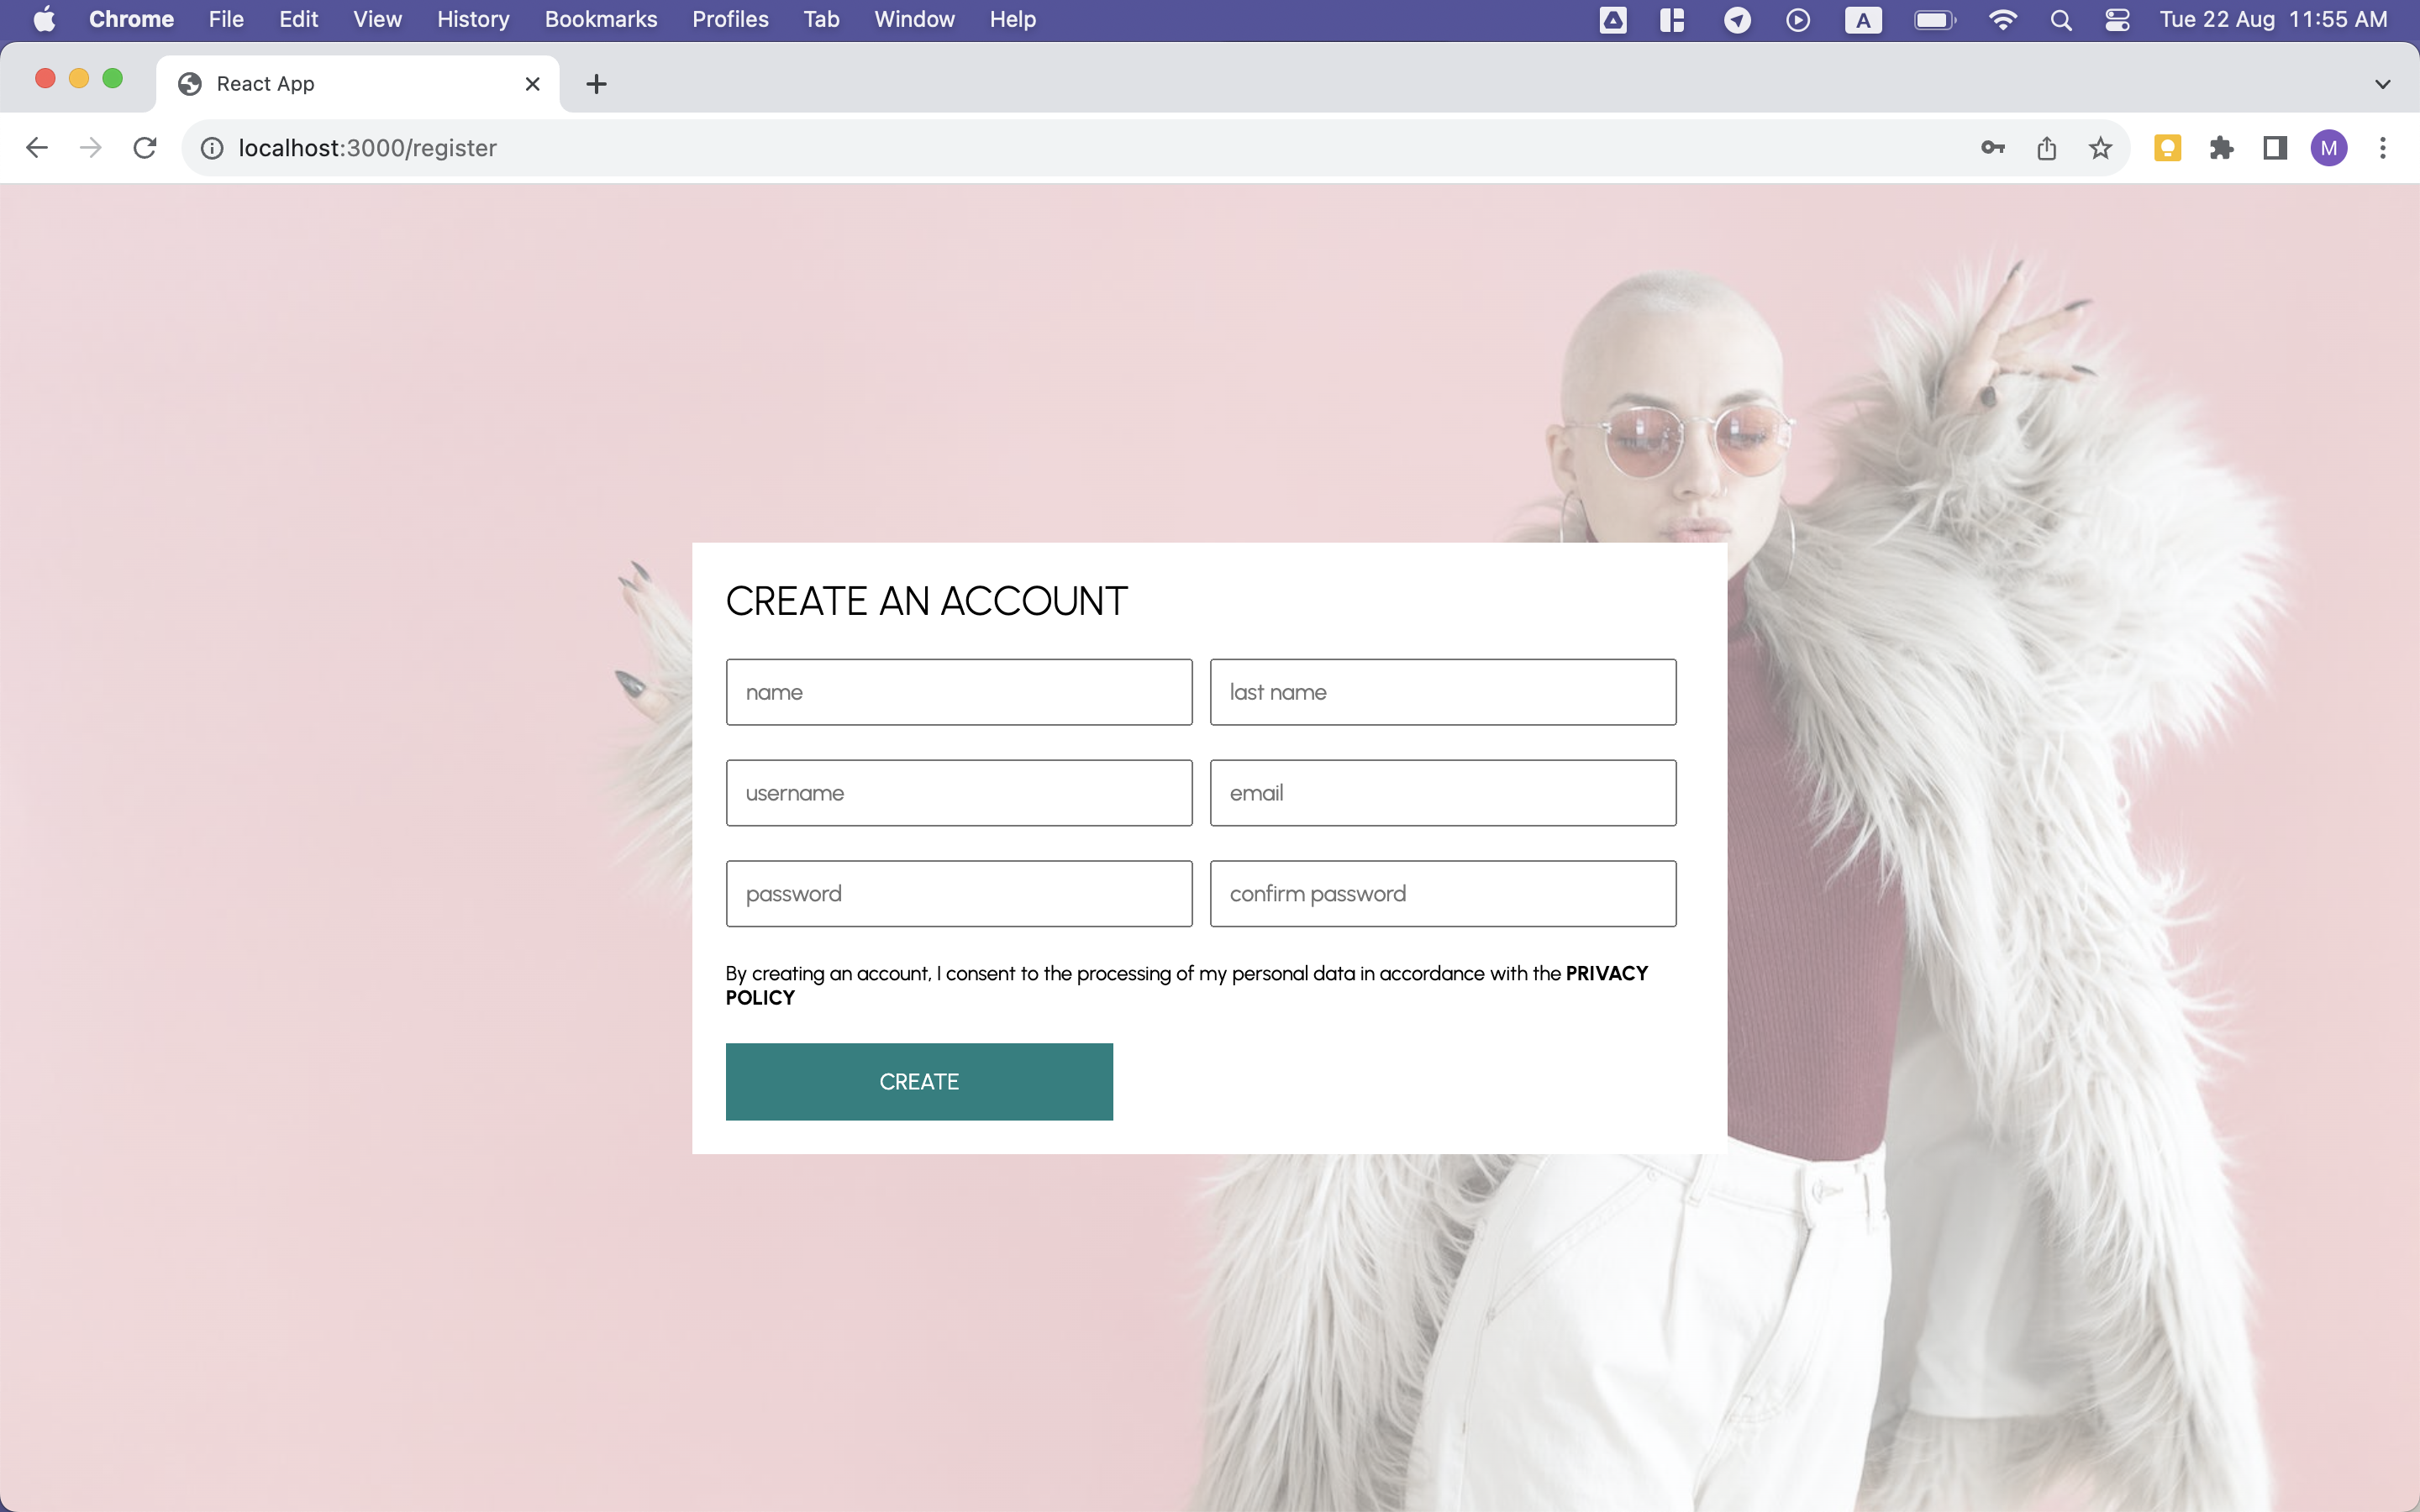 Chrome File Edit View History Bookmarks Profiles Tab Window Help A Tue 22 Aug 11:55 AM
React App
localhost:3000/register M
CREATE AN ACCOUNT
name last name
username email
password confirm password
By creating an account, I consent to the processing of my personal data in accordance with the PRIVACY
POLICY
CREATE